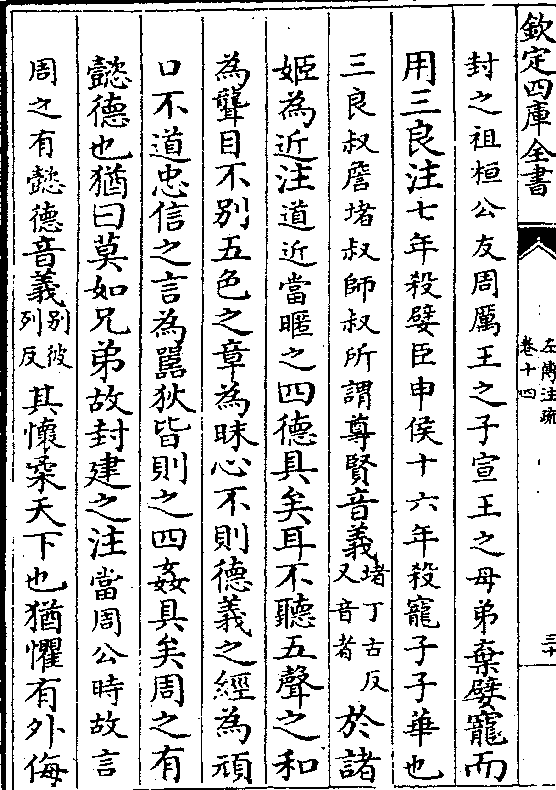 欽定四庫全書
左傳注疏
卷十四
三十
封之祖桓公友周厲王之子宣王之母弟棄嬖寵而
用三良注七年殺嬖臣申侯十六年殺寵子子華也
三良叔詹堵叔師叔所謂尊賢音義堵丁古反又音者於諸
姬為近注道近當暱之四德具矣耳不聽五聲之和
為聾目不別五色之章為昧心不則德義之經為頑
口不道忠信之言為嚚狄皆則之四姦具矣周之有
懿德也猶曰莫如兄弟故封建之注當周公時故言
周之有懿德音義別彼列反其懷柔天下也猶懼有外侮